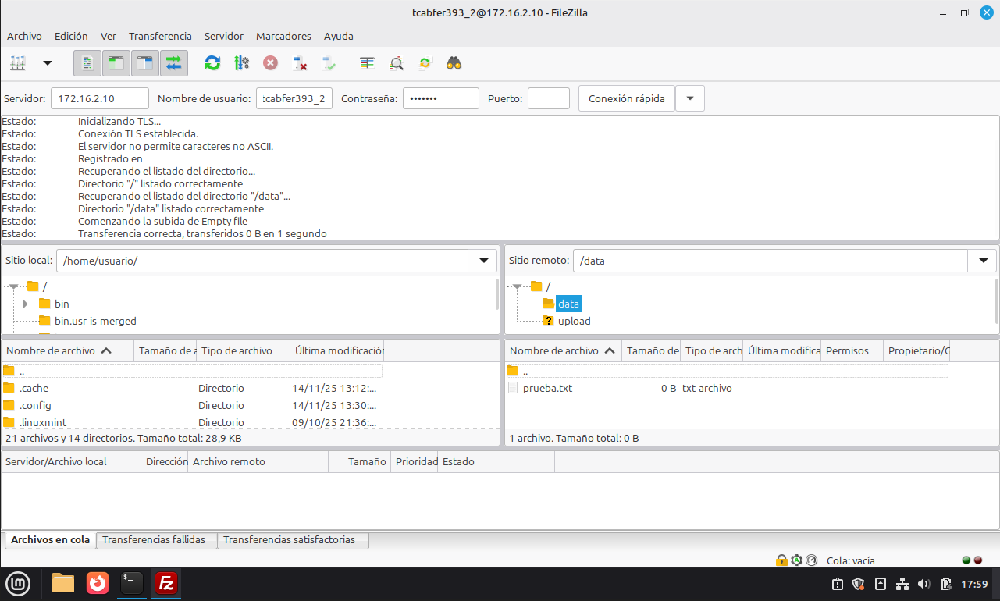 tcabfer393_2@172.16.2.10 - FileZilla
Archivo Edición Ver Transferencia Servidor Marcadores Ayuda
Servidor: 172.16.2.10 Nombre de usuario: tcabfer393_2 Contraseña: ••••••• Puerto: Conexión rápida
Estado: Inicializando TLS...
Estado: Conexión TLS establecida.
Estado: El servidor no permite caracteres no ASCII.
Estado: Registrado en
Estado: Recuperando el listado del directorio...
Estado: Directorio "/" listado correctamente
Estado: Recuperando el listado del directorio "/data"...
Estado: Directorio "/data" listado correctamente
Estado: Comenzando la subida de Empty file
Estado: Transferencia correcta, transferidos 0 B en 1 segundo
Sitio local: /home/usuario/
/
bin
bin.usr-is-merged
Nombre de archivo Tamaño de a Tipo de archivo Última modificación
..
.cache Directorio 14/11/25 13:12:...
.config Directorio 14/11/25 13:30:...
.linuxmint Directorio 09/10/25 21:36:...
21 archivos y 14 directorios. Tamaño total: 28,9 KB
Sitio remoto: /data
/
data
upload
Nombre de archivo Tamaño de Tipo de arch Última modifica Permisos Propietario/G
..
prueba.txt 0 B txt-archivo
1 archivo. Tamaño total: 0 B
Servidor/Archivo local Dirección Archivo remoto Tamaño Prioridad Estado
Archivos en cola Transferencias fallidas Transferencias satisfactorias
Cola: vacía
17:59